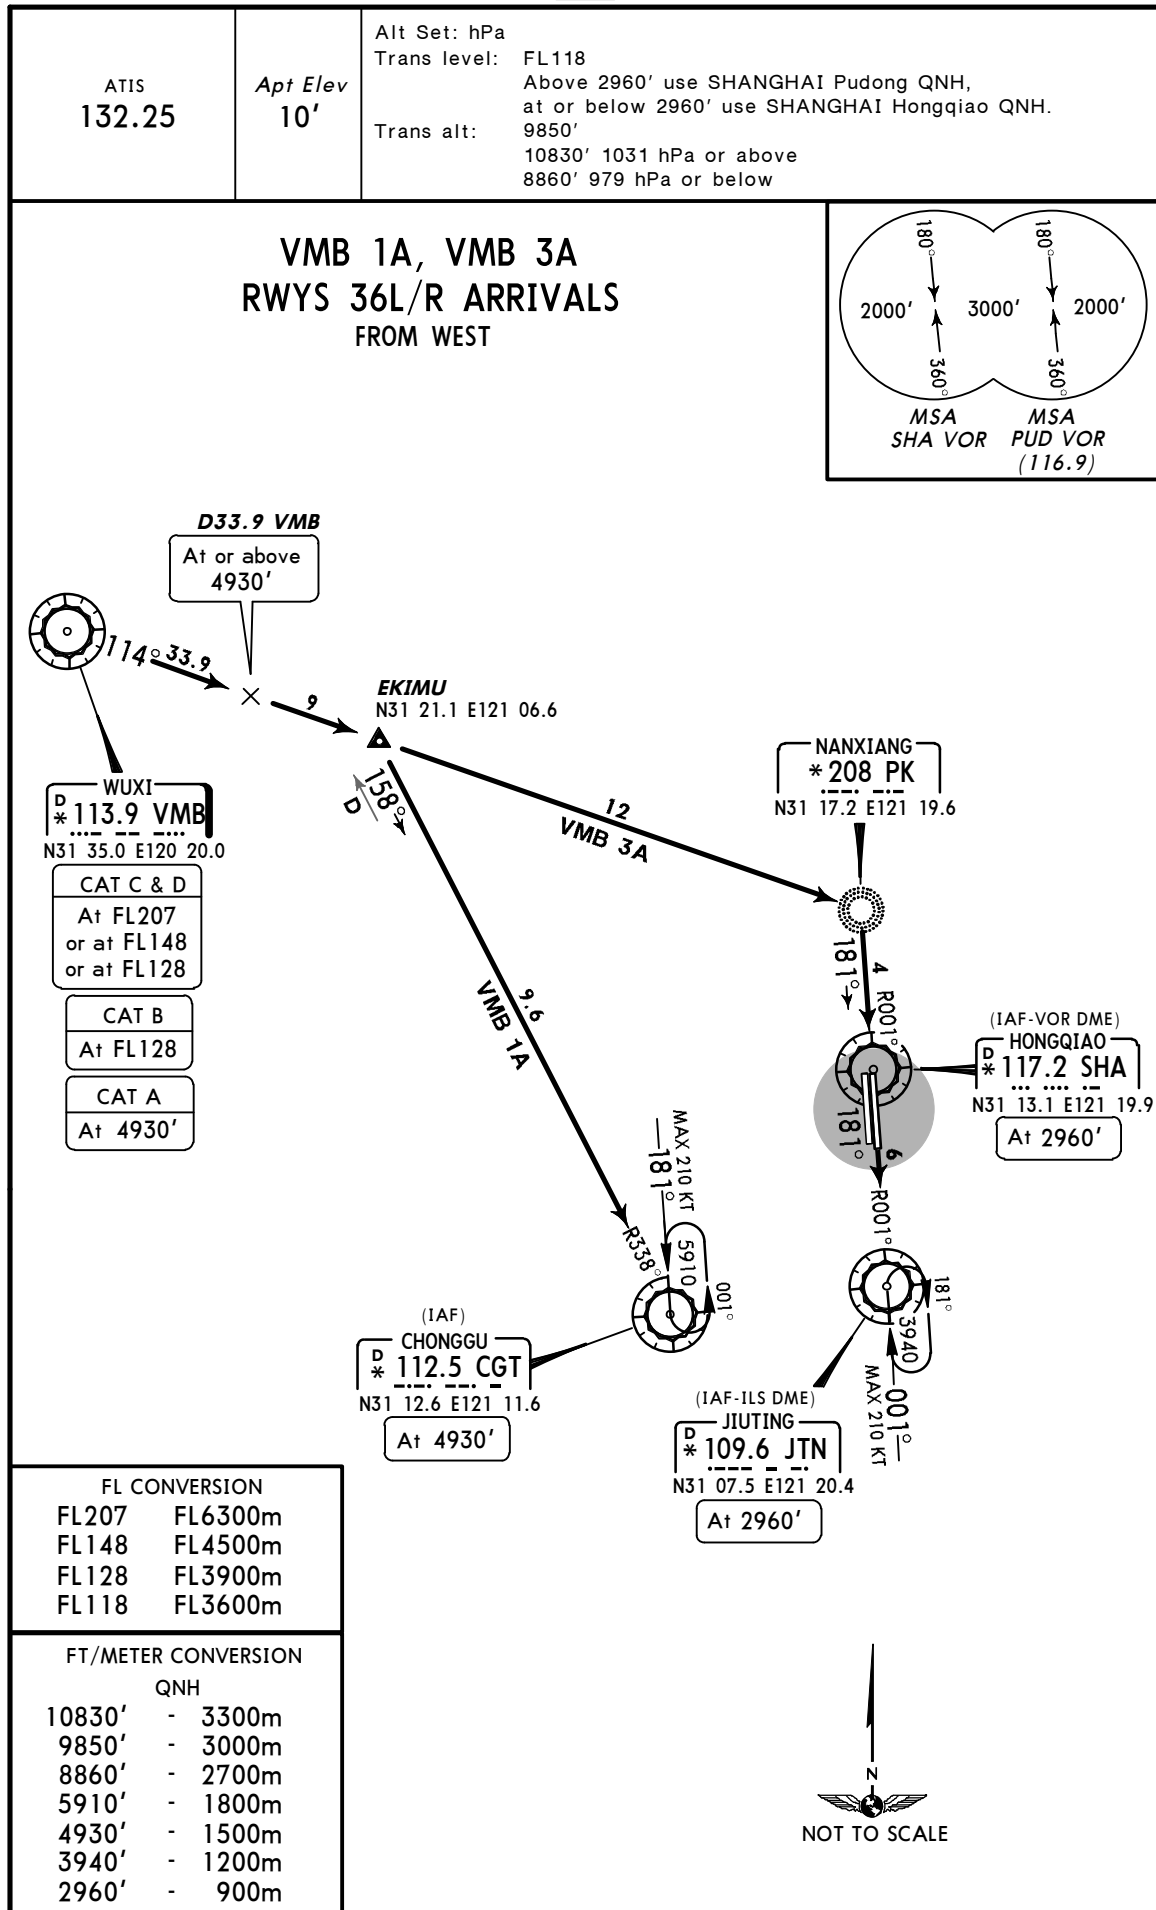 ATIS
132.25
Apt Elev
10'
Alt Set: hPa
Trans level: FL118
Above 2960' use SHANGHAI Pudong QNH,
at or below 2960' use SHANGHAI Hongqiao QNH.
Trans alt: 9850'
10830' 1031 hPa or above
8860' 979 hPa or below
VMB 1A, VMB 3A
RWYS 36L/R ARRIVALS
FROM WEST
180°
180°
2000'
3000'
2000'
360°
360°
MSA
SHA VOR
MSA
PUD VOR
(116.9)
D33.9 VMB
At or above
4930'
114°
33.9
9
EKIMU
N31 21.1 E121 06.6
WUXI
D
* 113.9 VMB
N31 35.0 E120 20.0
CAT C & D
At FL207
or at FL148
or at FL128
CAT B
At FL128
CAT A
At 4930'
158°
D
12
VMB 3A
9.6
VMB 1A
NANXIANG
* 208 PK
N31 17.2 E121 19.6
181°
4
R001°
(IAF-VOR DME)
HONGQIAO
D
* 117.2 SHA
N31 13.1 E121 19.9
At 2960'
181°
6
R001°
MAX 210 KT
181°
R338°
5910
001°
(IAF)
CHONGGU
D
* 112.5 CGT
N31 12.6 E121 11.6
At 4930'
181°
3940
001°
MAX 210 KT
(IAF-ILS DME)
JIUTING
D
* 109.6 JTN
N31 07.5 E121 20.4
At 2960'
FL CONVERSION
FL207 FL6300m
FL148 FL4500m
FL128 FL3900m
FL118 FL3600m
FT/METER CONVERSION
QNH
10830' - 3300m
9850' - 3000m
8860' - 2700m
5910' - 1800m
4930' - 1500m
3940' - 1200m
2960' - 900m
N
NOT TO SCALE